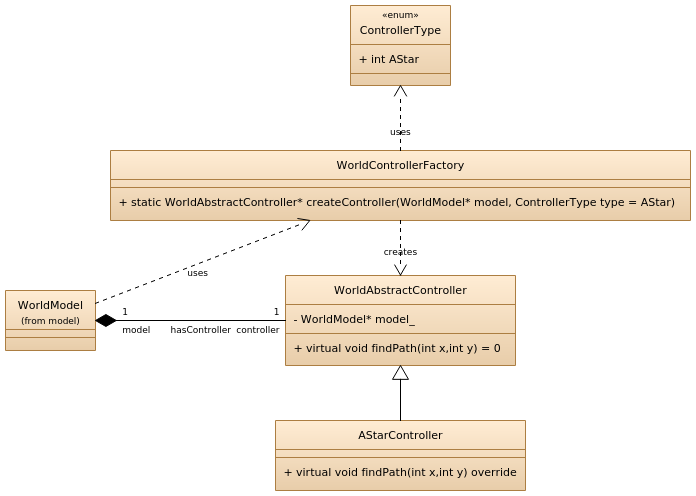 «enum»
ControllerType
+ int AStar
uses
WorldControllerFactory
+ static WorldAbstractController* createController(WorldModel* model, ControllerType type = AStar)
uses
creates
WorldModel
(from model)
1
model
hasController
1
controller
WorldAbstractController
- WorldModel* model_
+ virtual void findPath(int x,int y) = 0
AStarController
+ virtual void findPath(int x,int y) override